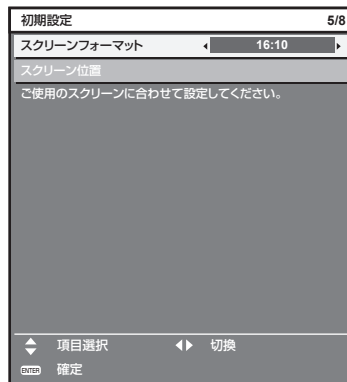 初期設定 5/8
スクリーンフォーマット 16:10
スクリーン位置
ご使用のスクリーンに合わせて設定してください。
項目選択 切換
ENTER 確定